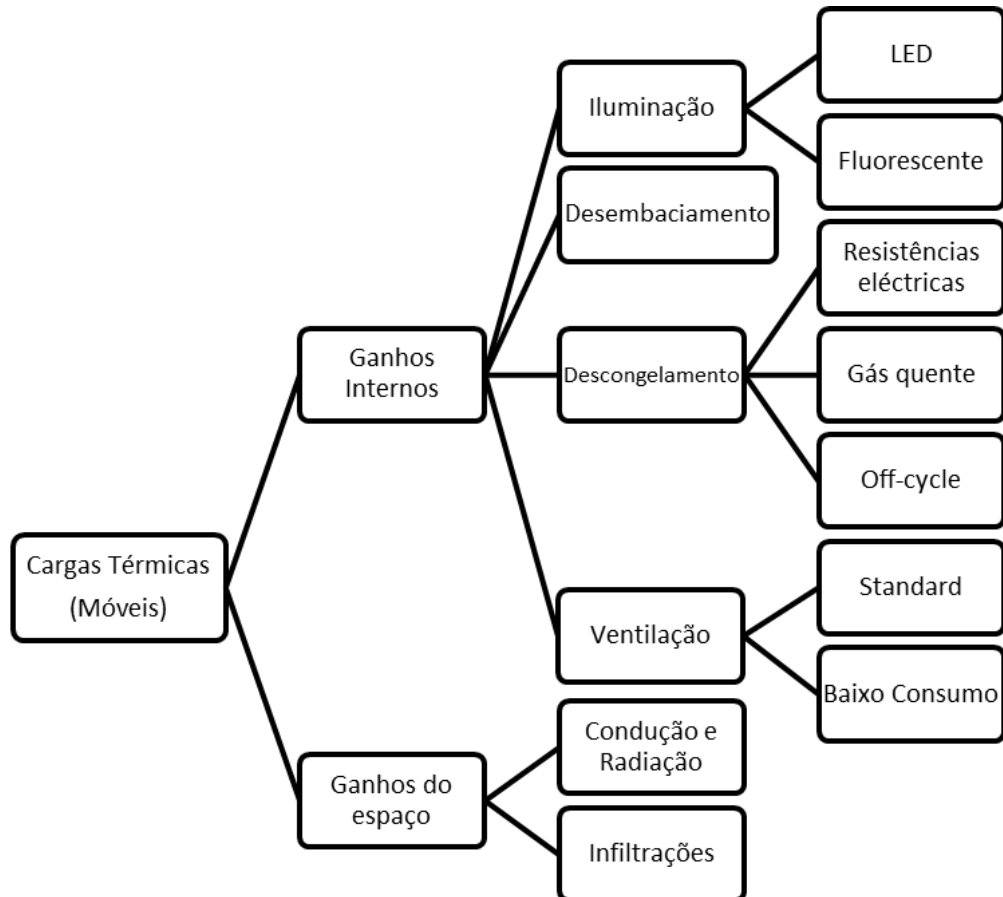 Cargas Térmicas
(Móveis)
Ganhos
Internos
Iluminação
LED
Fluorescente
Desembaciamento
Descongelamento
Resistências
eléctricas
Gás quente
Off-cycle
Ventilação
Standard
Baixo Consumo
Ganhos do
espaço
Condução e
Radiação
Infiltrações